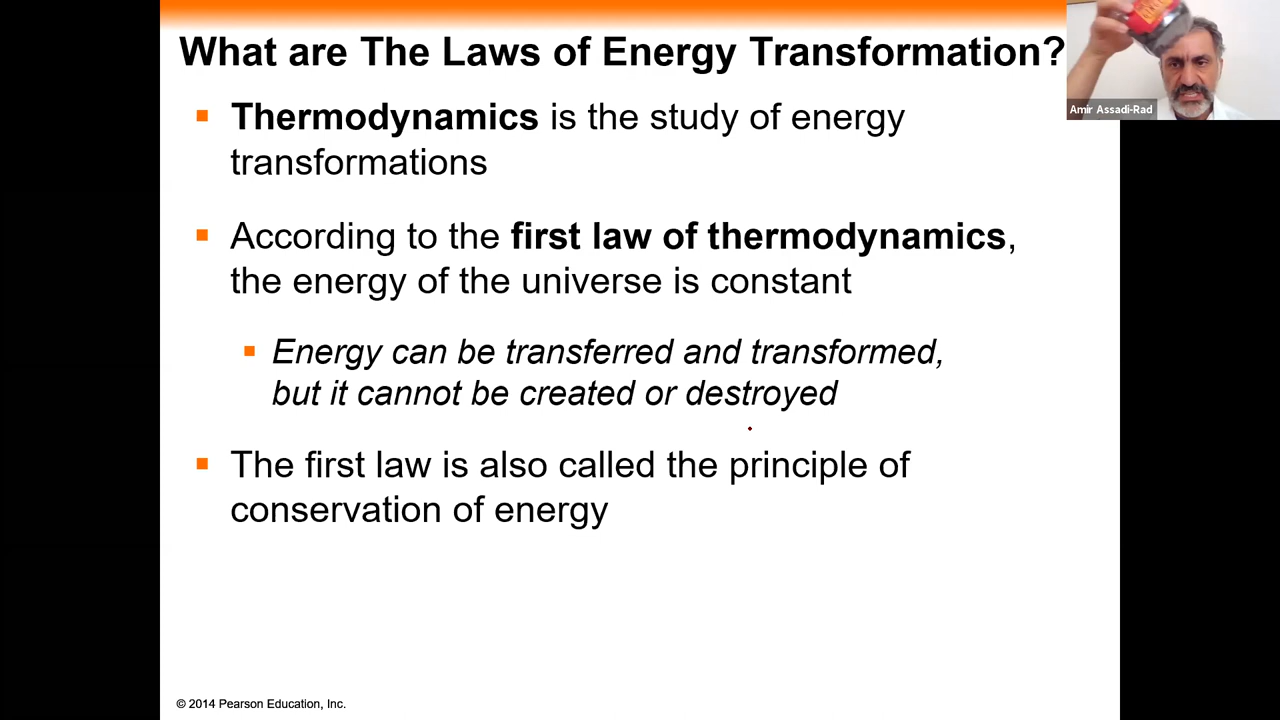 What are The Laws of Energy Transformation?
Amir Assadi-Rad
▪ Thermodynamics is the study of energy
transformations
▪ According to the first law of thermodynamics,
the energy of the universe is constant
▪ Energy can be transferred and transformed,
but it cannot be created or destroyed
▪ The first law is also called the principle of
conservation of energy
© 2014 Pearson Education, Inc.